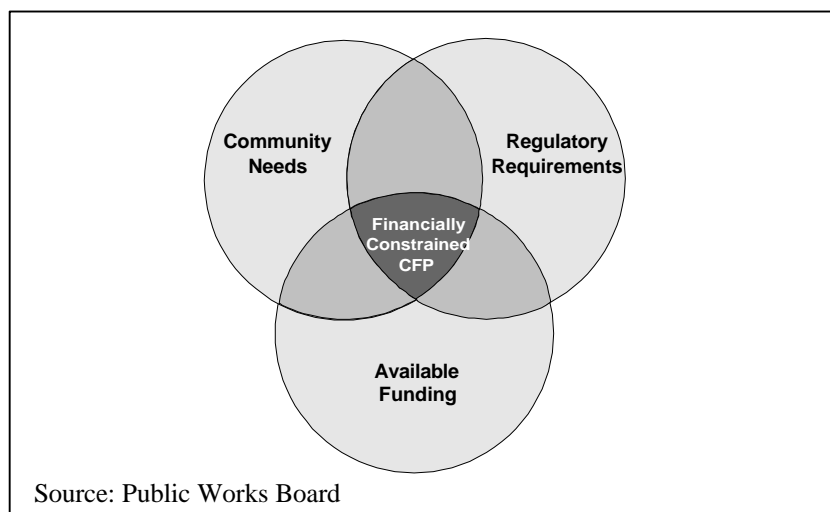 Community
Needs
Regulatory
Requirements
Financially
Constrained
CFP
Available
Funding
Source: Public Works Board